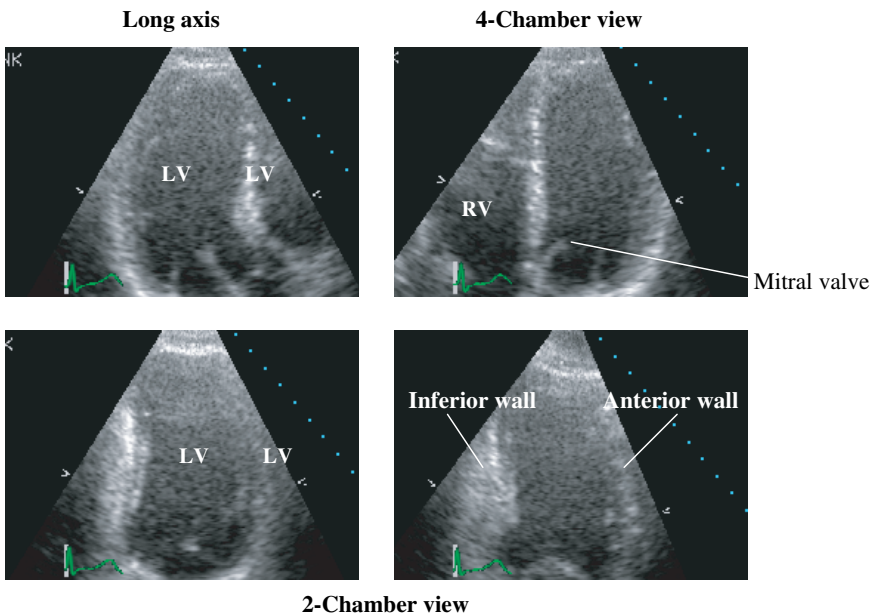 Long axis
4-Chamber view
NK
K
LV
LV
RV
Mitral valve
K
LV
LV
Inferior wall
Anterior wall
2-Chamber view